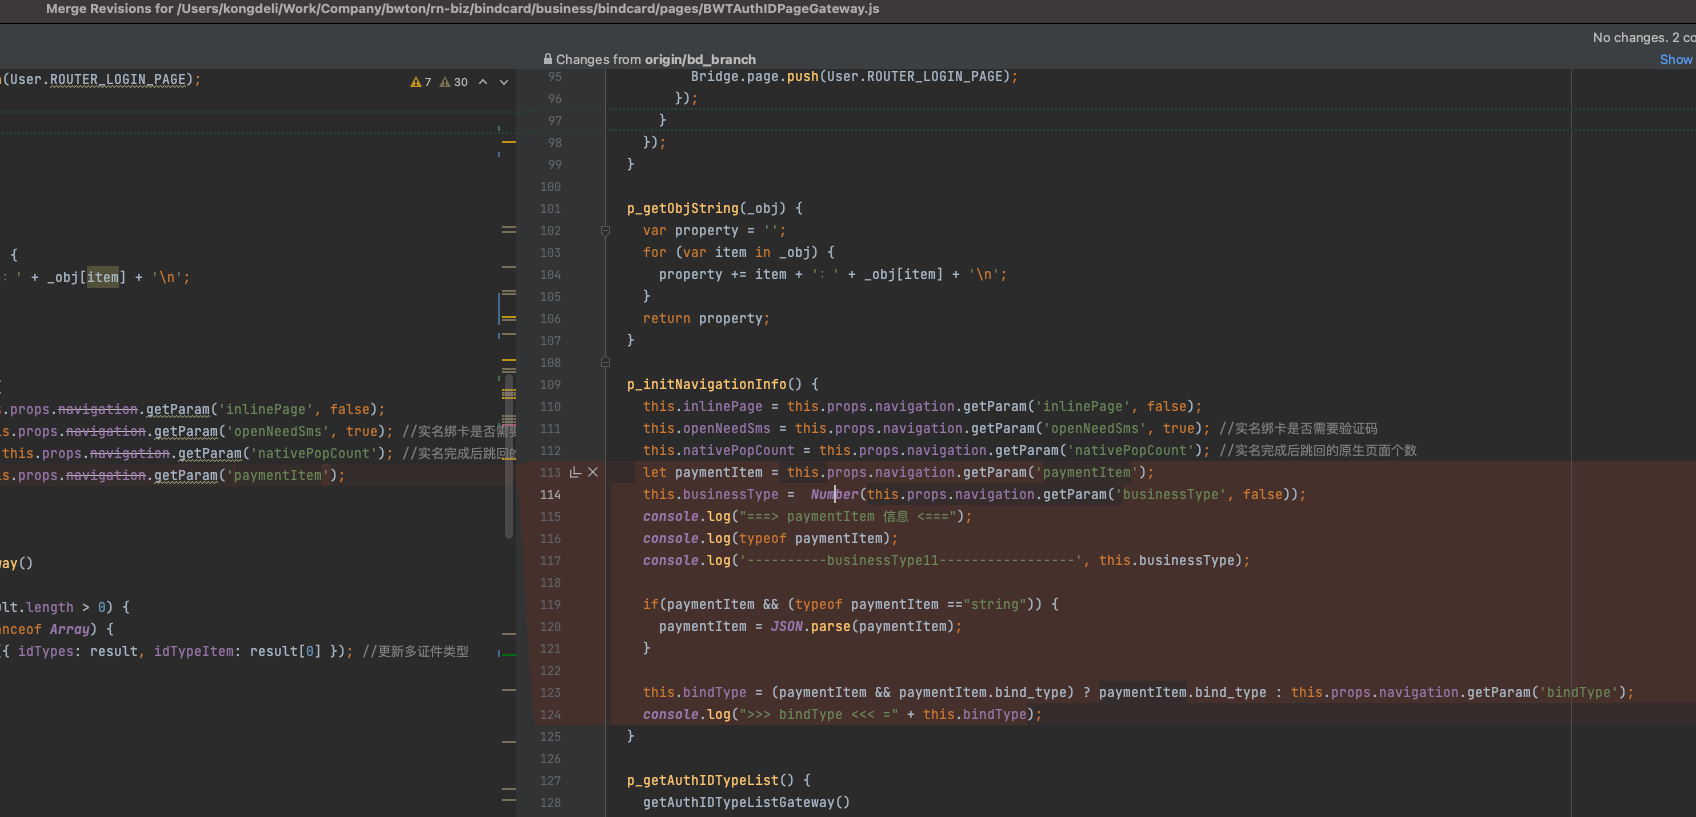 Merge Revisions for /Users/kongdeli/Work/Company/bwton/rn-biz/bindcard/business/bindcard/pages/BWTAuthIDPageGateway.js
No changes. 2 co
Changes from origin/bd_branch
Show
(User.ROUTER_LOGIN_PAGE);
7 30
{
: ' + _obj[item] + '\n';
{
s.props.navigation.getParam('inlinePage', false);
is.props.navigation.getParam('openNeedSms', true); //实名绑卡是否需要
this.props.navigation.getParam('nativePopCount'); //实名完成后跳回的
is.props.navigation.getParam('paymentItem');
way()
ult.length > 0) {
anceof Array) {
({ idTypes: result, idTypeItem: result[0] }); //更新多证件类型
95 Bridge.page.push(User.ROUTER_LOGIN_PAGE);
96 });
97 }
98 });
99 }
100
101 p_getObjString(_obj) {
102 var property = '';
103 for (var item in _obj) {
104 property += item + ': ' + _obj[item] + '\n';
105 }
106 return property;
107 }
108
109 p_initNavigationInfo() {
110 this.inlinePage = this.props.navigation.getParam('inlinePage', false);
111 this.openNeedSms = this.props.navigation.getParam('openNeedSms', true); //实名绑卡是否需要验证码
112 this.nativePopCount = this.props.navigation.getParam('nativePopCount'); //实名完成后跳回的原生页面个数
113 let paymentItem = this.props.navigation.getParam('paymentItem');
114 this.businessType =  Number(this.props.navigation.getParam('businessType', false));
115 console.log("===> paymentItem 信息 <===");
116 console.log(typeof paymentItem);
117 console.log('----------businessType11-----------------', this.businessType);
118
119 if(paymentItem && (typeof paymentItem =="string")) {
120 paymentItem = JSON.parse(paymentItem);
121 }
122
123 this.bindType = (paymentItem && paymentItem.bind_type) ? paymentItem.bind_type : this.props.navigation.getParam('bindType');
124 console.log(">>> bindType <<< =" + this.bindType);
125 }
126
127 p_getAuthIDTypeList() {
128 getAuthIDTypeListGateway()